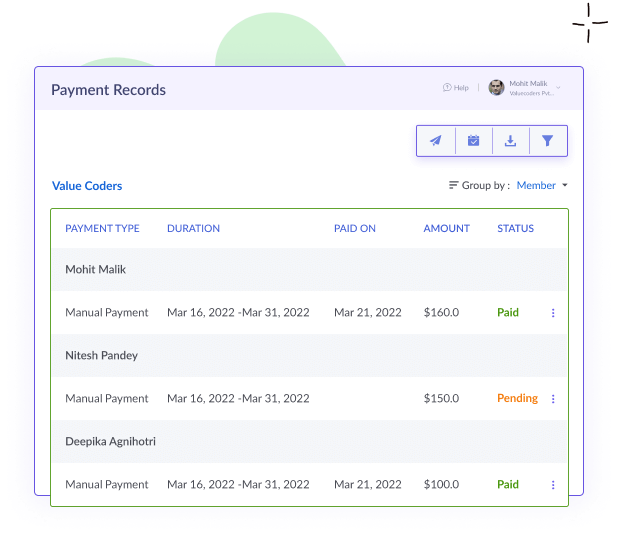 Payment Records
Help
Mohit Malik
Valuecoders Pvt...
Value Coders
Group by : Member
PAYMENT TYPE DURATION PAID ON AMOUNT STATUS
Mohit Malik
Manual Payment Mar 16, 2022 -Mar 31, 2022 Mar 21, 2022 $160.0 Paid
Nitesh Pandey
Manual Payment Mar 16, 2022 -Mar 31, 2022 $150.0 Pending
Deepika Agnihotri
Manual Payment Mar 16, 2022 -Mar 31, 2022 Mar 21, 2022 $100.0 Paid